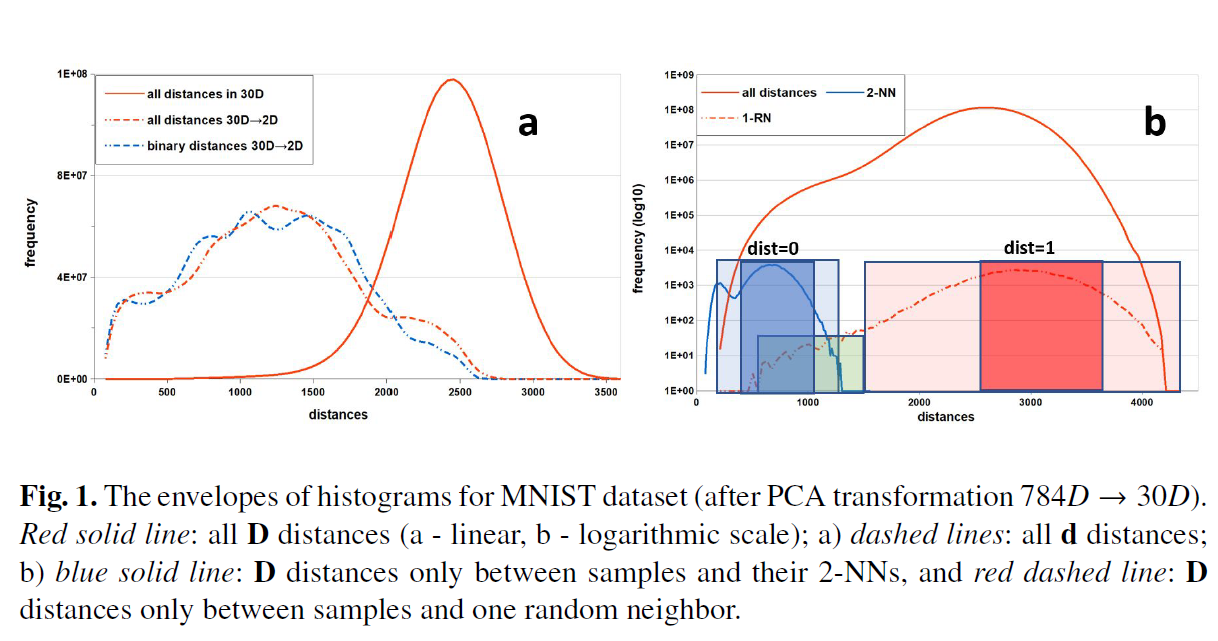 1E+08
8E+07
4E+07
0E+00
frequency
all distances in 30D
all distances 30D→2D
binary distances 30D→2D
a
0 500 1000 1500 2000 2500 3000 3500
distances
1E+09
1E+08
1E+07
1E+06
1E+05
1E+04
1E+03
1E+02
1E+01
1E+00
frequency (log10)
all distances 2-NN
1-RN
b
dist=0 dist=1
0 1000 2000 3000 4000
distances
Fig. 1. The envelopes of histograms for MNIST dataset (after PCA transformation 784D → 30D).
Red solid line: all D distances (a - linear, b - logarithmic scale); a) dashed lines: all d distances;
b) blue solid line: D distances only between samples and their 2-NNs, and red dashed line: D
distances only between samples and one random neighbor.